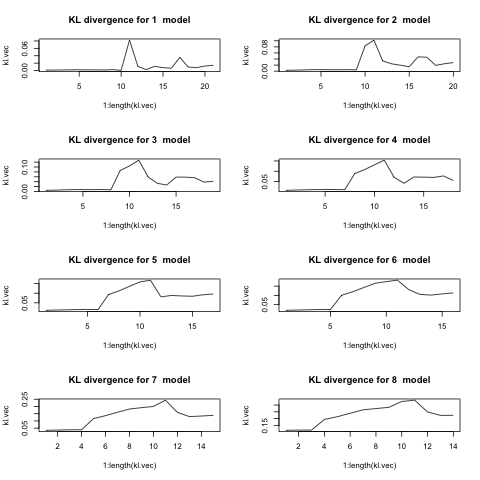 KL divergence for 1 model
kl.vec
0.00 0.06
5 10 15 20
1:length(kl.vec)
KL divergence for 2 model
kl.vec
0.00 0.08
5 10 15 20
1:length(kl.vec)
KL divergence for 3 model
kl.vec
0.00 0.10
5 10 15
1:length(kl.vec)
KL divergence for 4 model
kl.vec
0.05
5 10 15
1:length(kl.vec)
KL divergence for 5 model
kl.vec
0.05
5 10 15
1:length(kl.vec)
KL divergence for 6 model
kl.vec
0.05
5 10 15
1:length(kl.vec)
KL divergence for 7 model
kl.vec
0.05 0.25
2 4 6 8 10 12 14
1:length(kl.vec)
KL divergence for 8 model
kl.vec
0.15
2 4 6 8 10 12 14
1:length(kl.vec)